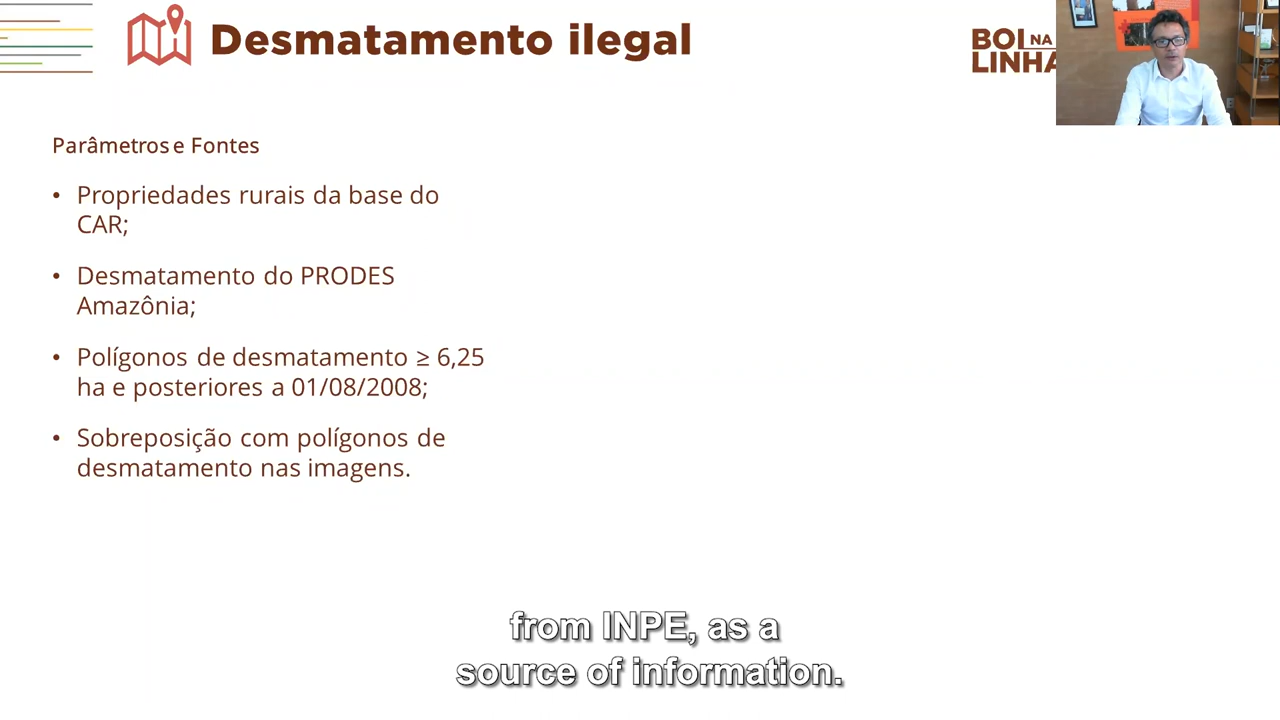 Desmatamento ilegal
BOI NA
LINHA
Parâmetros e Fontes
• Propriedades rurais da base do
CAR;
• Desmatamento do PRODES
Amazônia;
• Polígonos de desmatamento ≥ 6,25
ha e posteriores a 01/08/2008;
• Sobreposição com polígonos de
desmatamento nas imagens.
from INPE, as a
source of information.